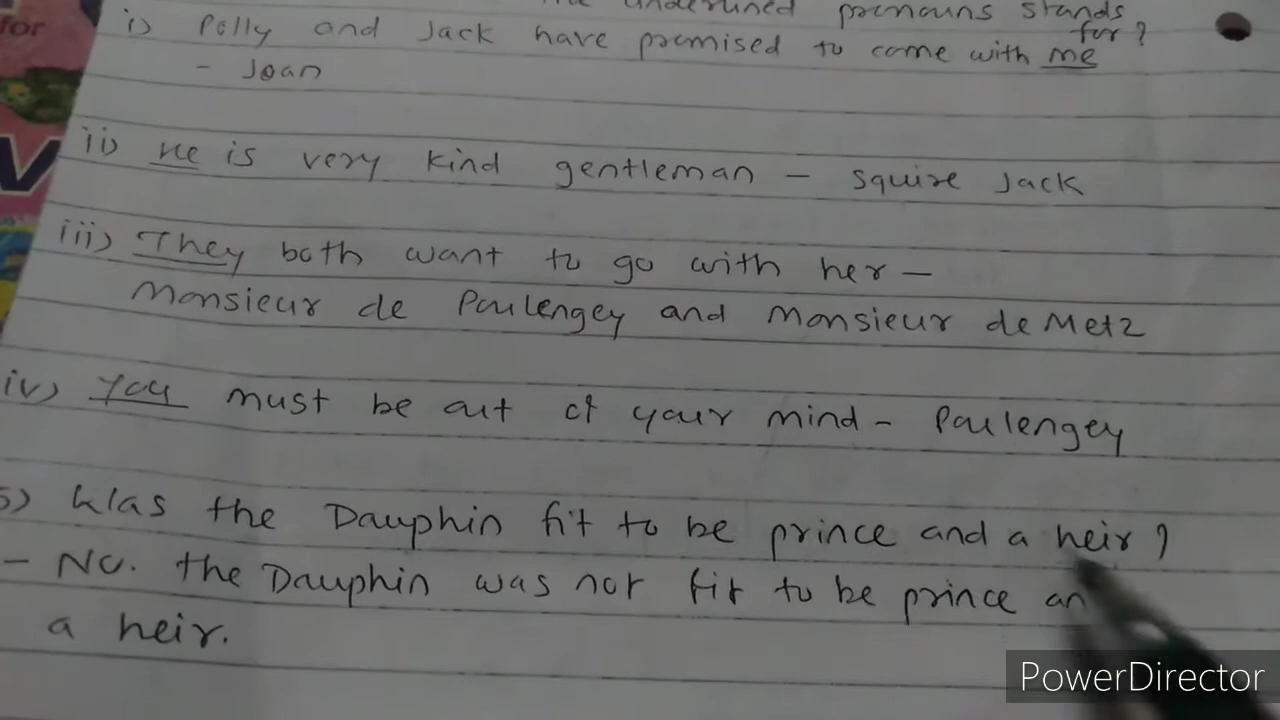 for
underlined pronouns stands
for?
i) Polly and Jack have promised to come with me
- Joan
ii) He is very kind gentleman - Squire Jack
iii) They both want to go with her -
Monsieur de Poulengey and Monsieur de Metz
iv) You must be out of your mind - Poulengey
5) Was the Dauphin fit to be prince and a heir?
- No. the Dauphin was not fit to be prince an
a heir.
PowerDirector